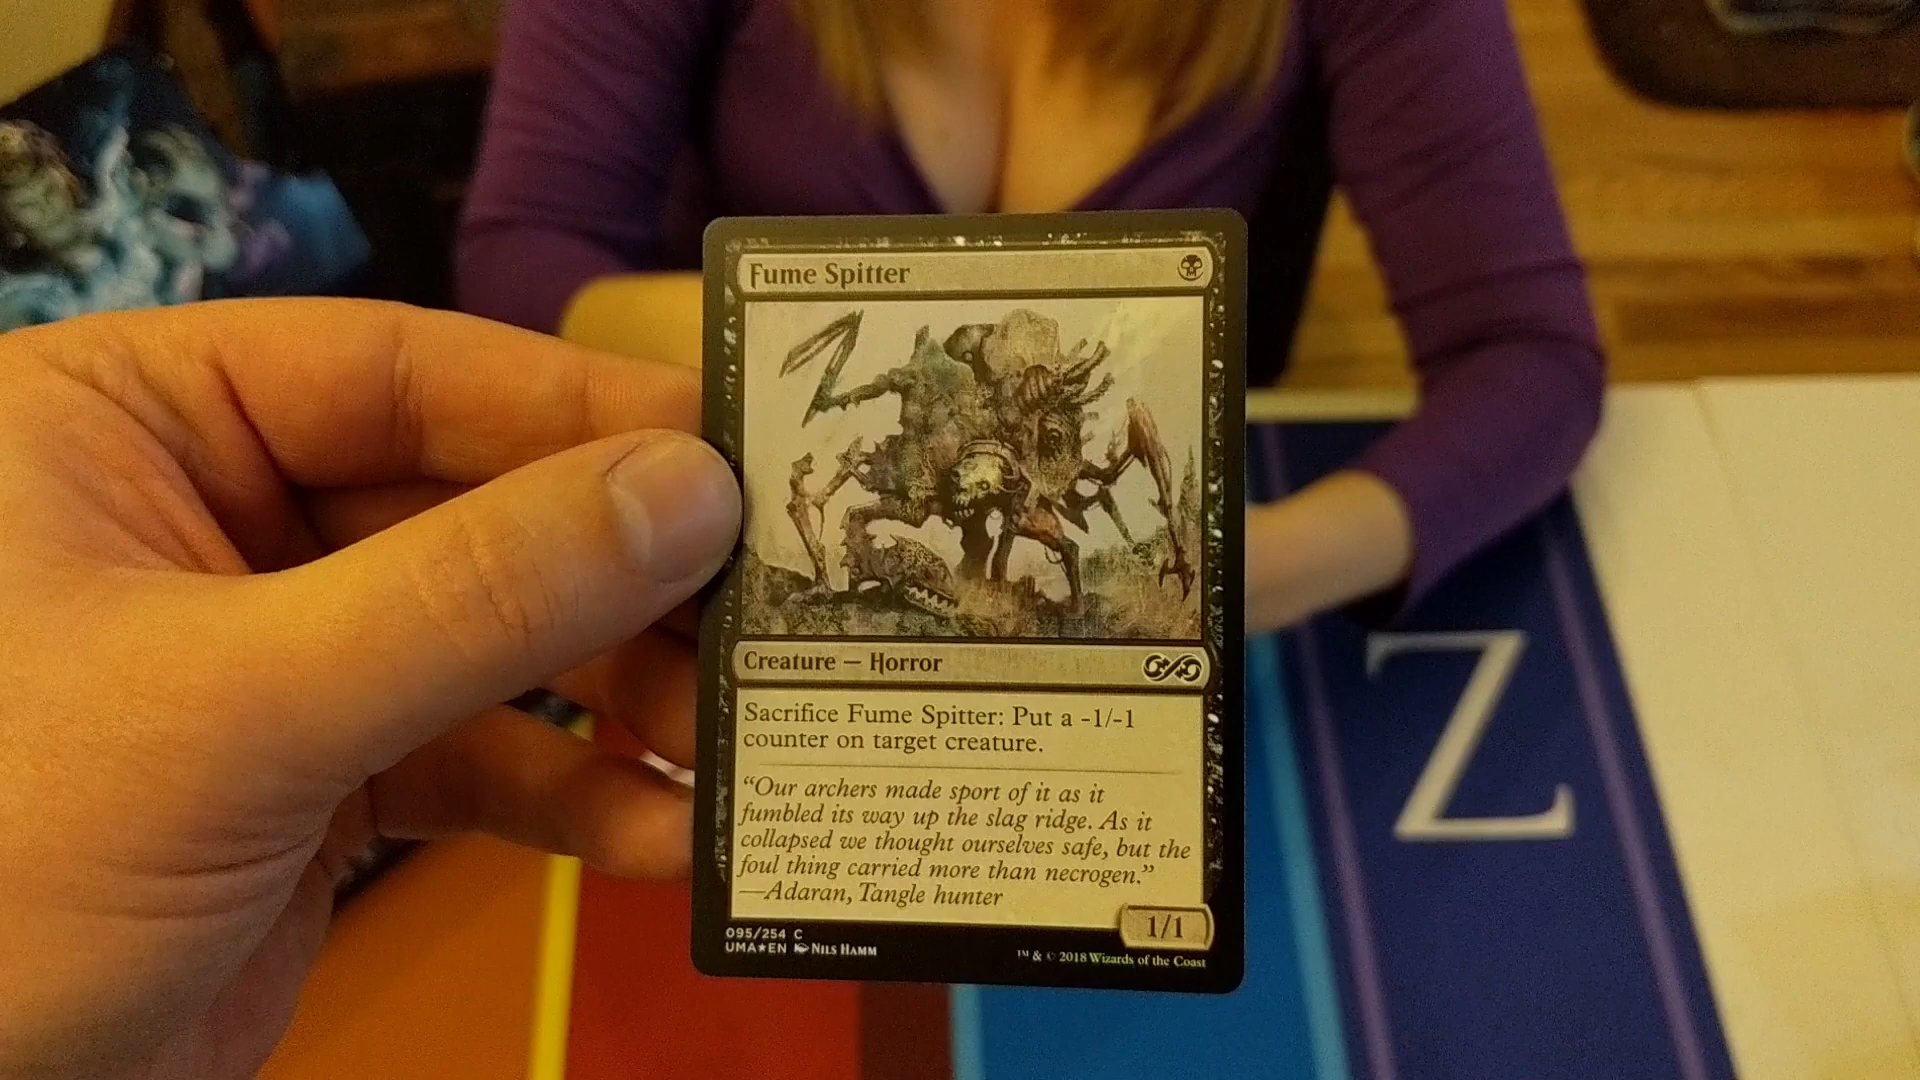 Fume Spitter
Creature — Horror
Sacrifice Fume Spitter: Put a -1/-1
counter on target creature.
“Our archers made sport of it as it
fumbled its way up the slag ridge. As it
collapsed we thought ourselves safe, but the
foul thing carried more than necrogen.”
—Adaran, Tangle hunter
1/1
095/254 C
UMA★EN Nils Hamm
™ & © 2018 Wizards of the Coast
Z